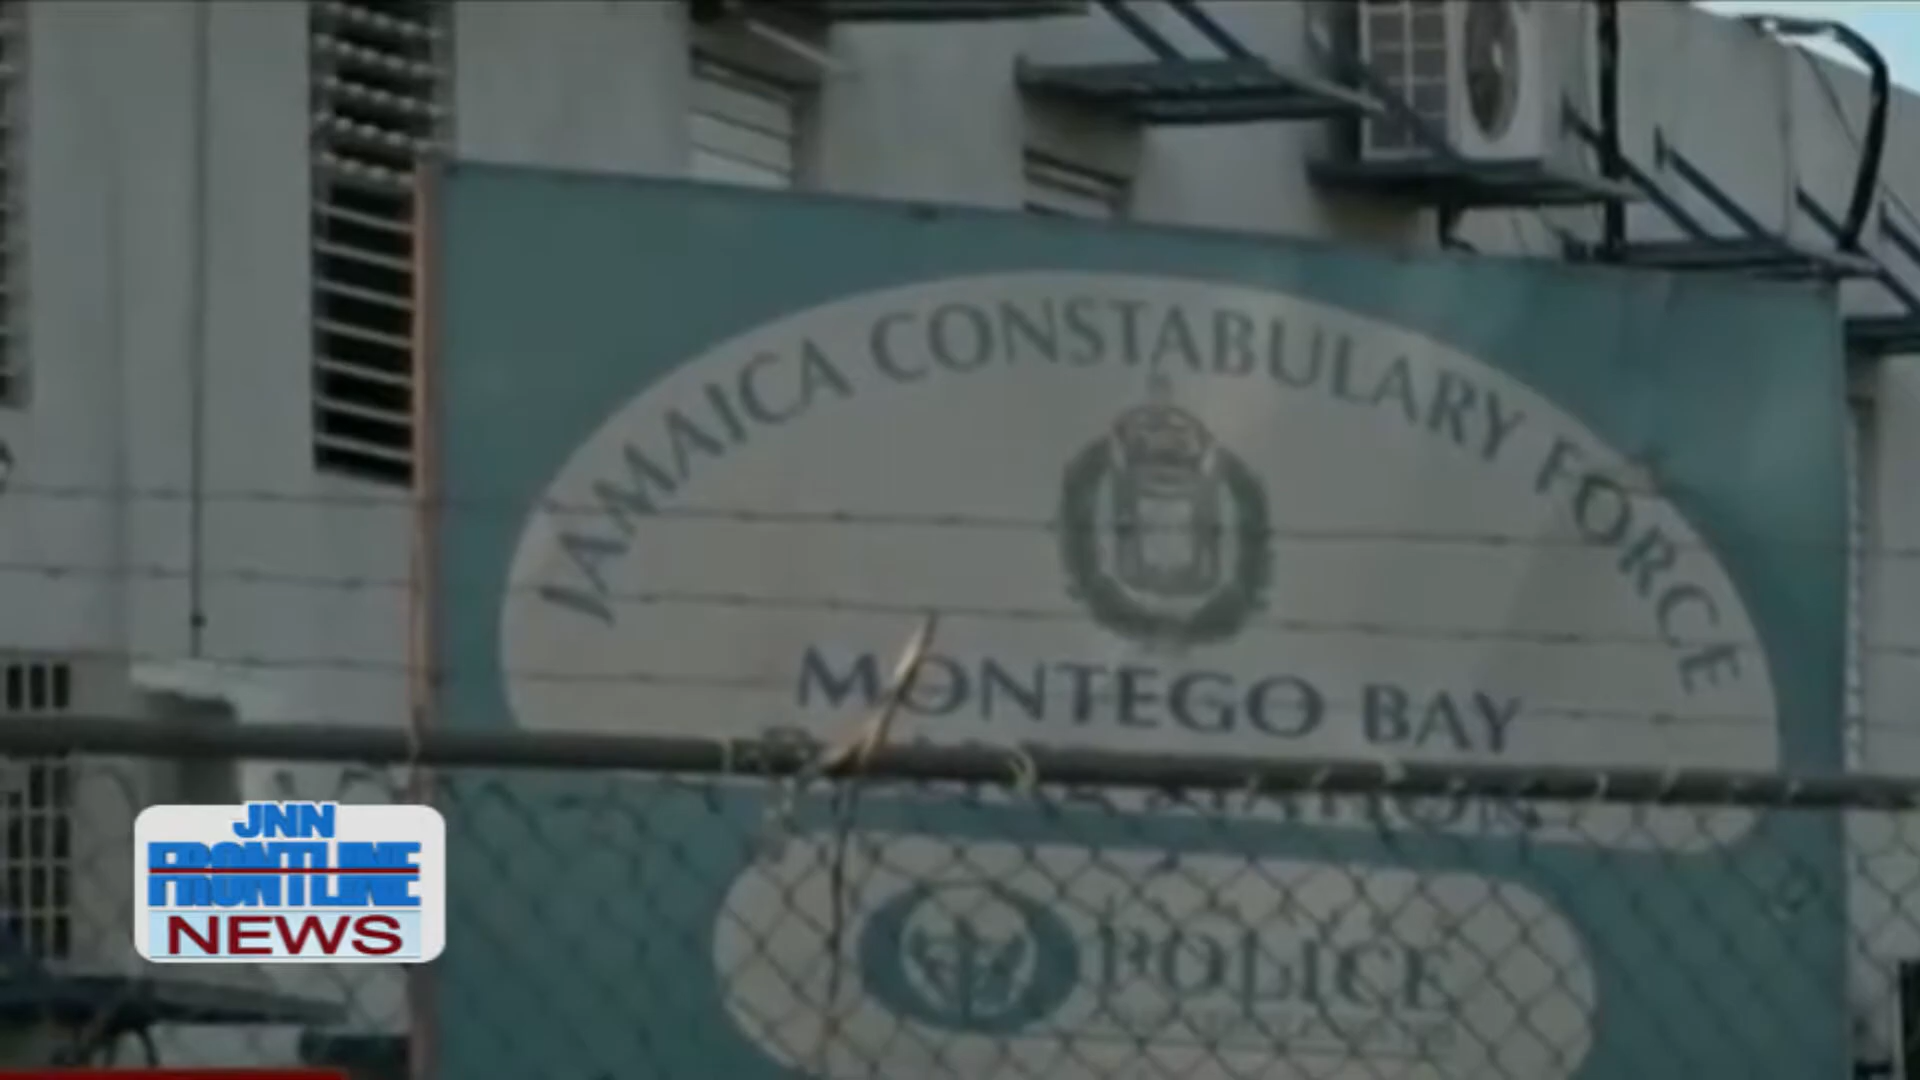 JAMAICA CONSTABULARY FORCE
MONTEGO BAY
POLICE
JNN
FRONTLINE
NEWS